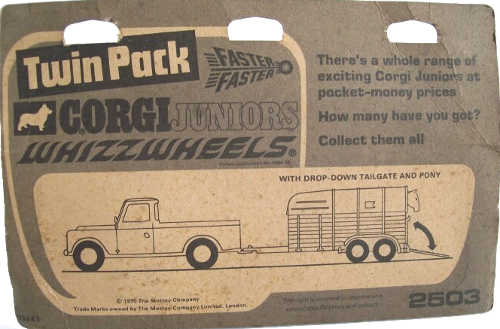 Twin Pack
FASTER
FASTER
CORGI JUNIORS
WHIZZWHEELS®
There's a whole range of
exciting Corgi Juniors at
pocket-money prices
How many have you got?
Collect them all
WITH DROP-DOWN TAILGATE AND PONY
The Mettoy Company
Trade Marks owned by The Mettoy Company Limited, London.
2503